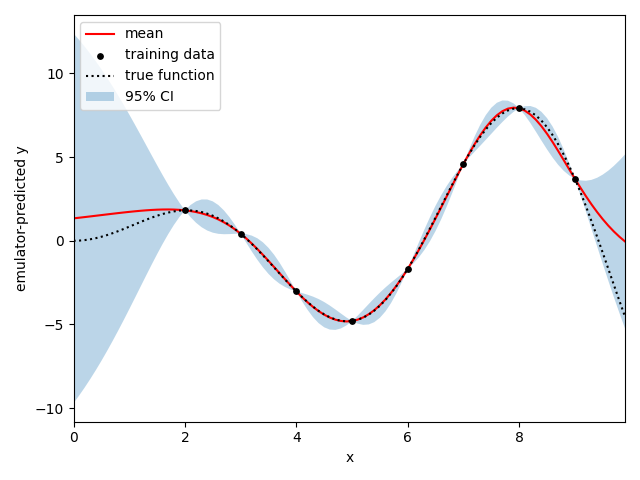 mean
training data
true function
95% CI
10
5
0
−5
−10
emulator-predicted y
0
2
4
6
8
x